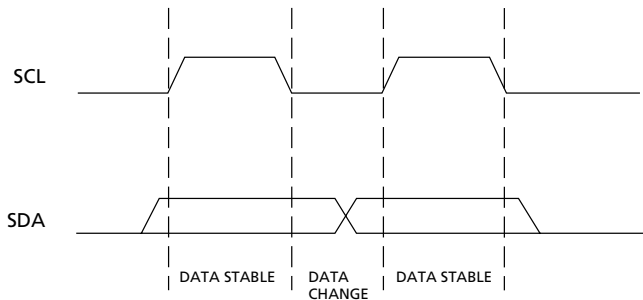 SCL
SDA
DATA STABLE
DATA
CHANGE
DATA STABLE